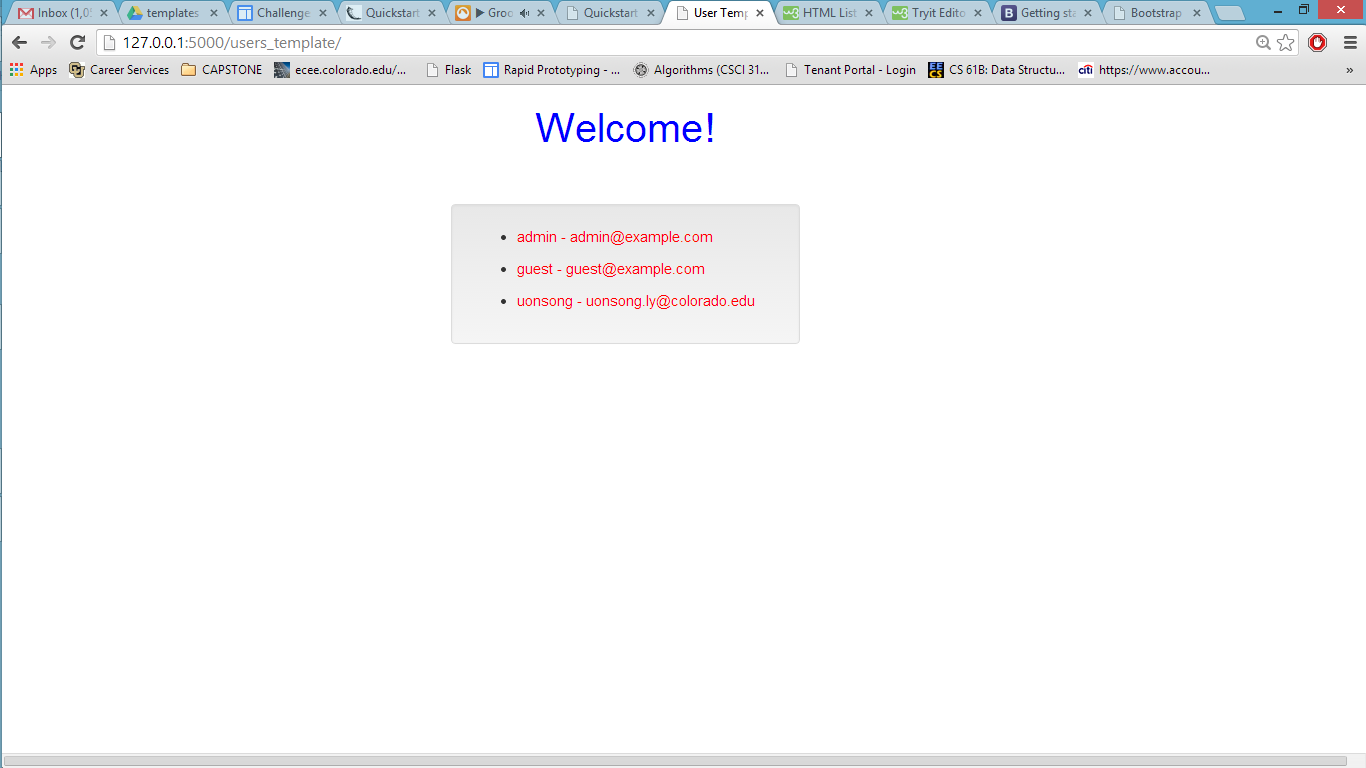 Inbox (1,0
templates
Challenge
Quickstart
Groo
Quickstart
User Temp
HTML List
Tryit Edito
Getting sta
Bootstrap
127.0.0.1:5000/users_template/
Apps
Career Services
CAPSTONE
ecee.colorado.edu/...
Flask
Rapid Prototyping - ...
Algorithms (CSCI 31...
Tenant Portal - Login
EECS
CS 61B: Data Structu...
citi
https://www.accou...
»
Welcome!
• admin - admin@example.com
• guest - guest@example.com
• uonsong - uonsong.ly@colorado.edu